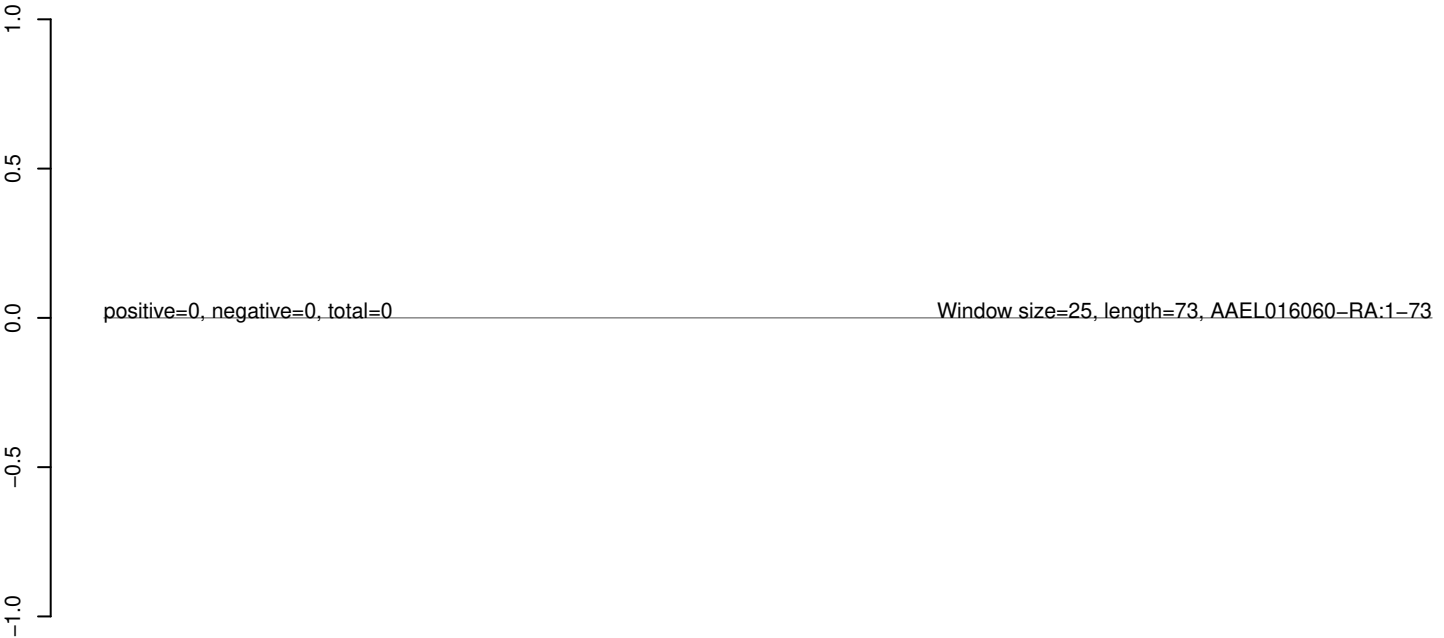 1.0
0.5
0.0
−0.5
−1.0
positive=0, negative=0, total=0
Window size=25, length=73, AAEL016060−RA:1−73